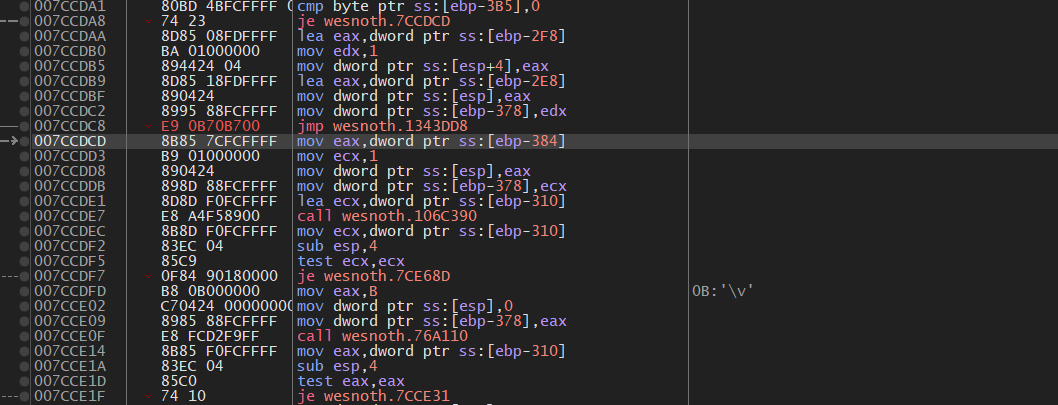 007CCDA1 80BD 4BFCFFFF 0 cmp byte ptr ss:[ebp-3B5],0
007CCDA8 74 23 je wesnoth.7CCDCD
007CCDAA 8D85 08FDFFFF lea eax,dword ptr ss:[ebp-2F8]
007CCDB0 BA 01000000 mov edx,1
007CCDB5 894424 04 mov dword ptr ss:[esp+4],eax
007CCDB9 8D85 18FDFFFF lea eax,dword ptr ss:[ebp-2E8]
007CCDBF 890424 mov dword ptr ss:[esp],eax
007CCDC2 8995 88FCFFFF mov dword ptr ss:[ebp-378],edx
007CCDC8 E9 0B70B700 jmp wesnoth.1343DD8
007CCDCD 8B85 7CFCFFFF mov eax,dword ptr ss:[ebp-384]
007CCDD3 B9 01000000 mov ecx,1
007CCDD8 890424 mov dword ptr ss:[esp],eax
007CCDDB 898D 88FCFFFF mov dword ptr ss:[ebp-378],ecx
007CCDE1 8D8D F0FCFFFF lea ecx,dword ptr ss:[ebp-310]
007CCDE7 E8 A4F58900 call wesnoth.106C390
007CCDEC 8B8D F0FCFFFF mov ecx,dword ptr ss:[ebp-310]
007CCDF2 83EC 04 sub esp,4
007CCDF5 85C9 test ecx,ecx
007CCDF7 0F84 90180000 je wesnoth.7CE68D
007CCDFD B8 0B000000 mov eax,B 0B:'\v'
007CCE02 C70424 00000000 mov dword ptr ss:[esp],0
007CCE09 8985 88FCFFFF mov dword ptr ss:[ebp-378],eax
007CCE0F E8 FCD2F9FF call wesnoth.76A110
007CCE14 8B85 F0FCFFFF mov eax,dword ptr ss:[ebp-310]
007CCE1A 83EC 04 sub esp,4
007CCE1D 85C0 test eax,eax
007CCE1F 74 10 je wesnoth.7CCE31